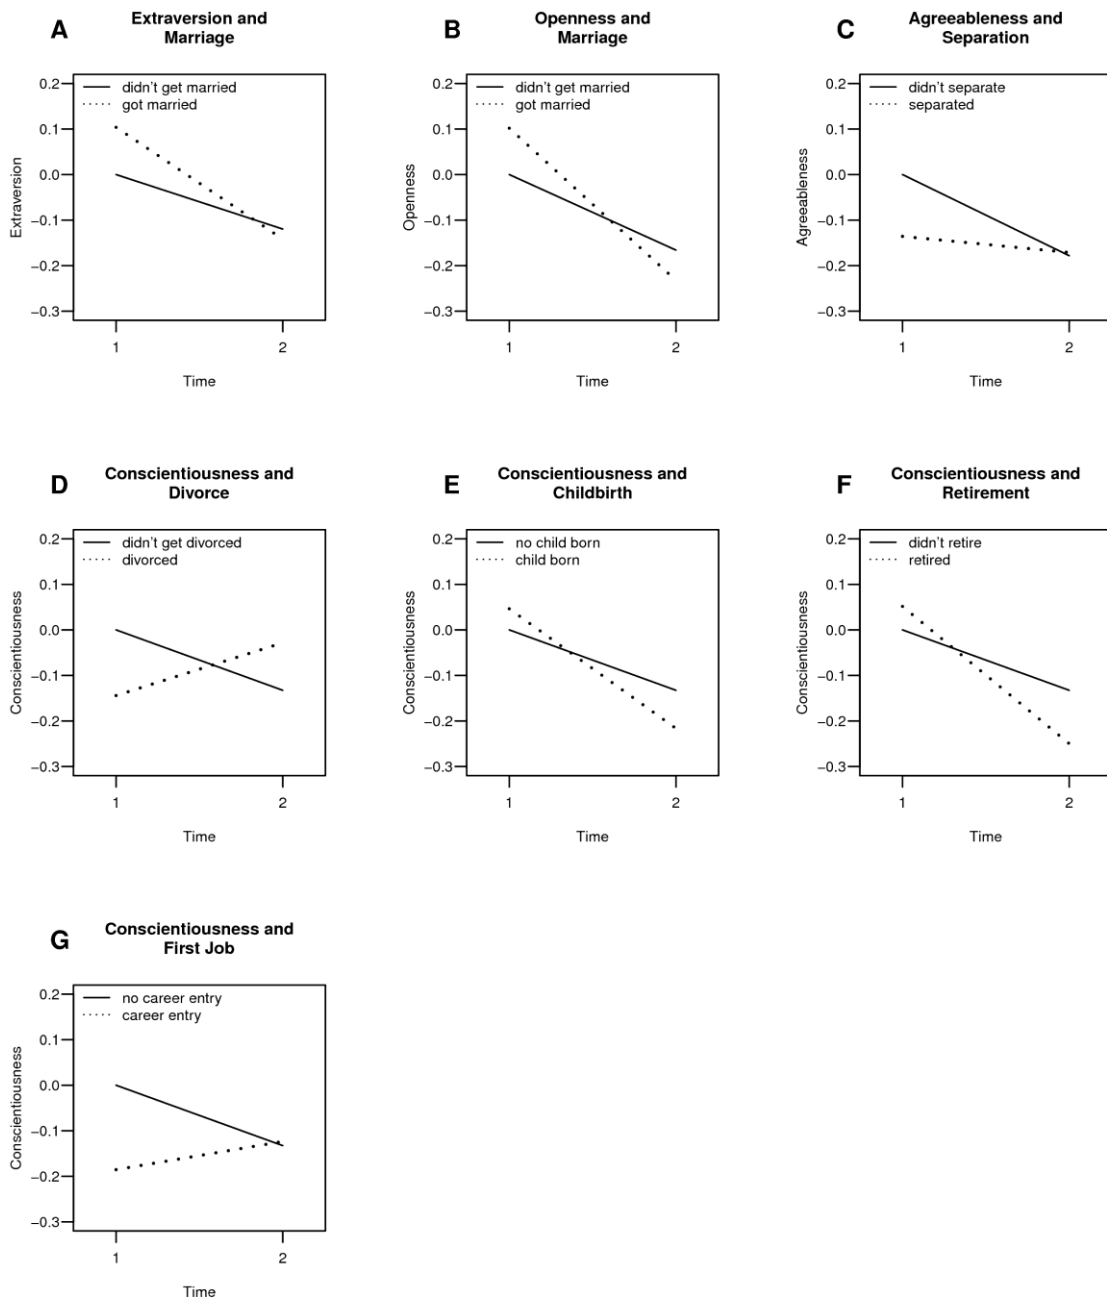 A
Extraversion and
Marriage
didn't get married
got married
Extraversion
0.2
0.1
0.0
−0.1
−0.2
−0.3
1
2
Time
B
Openness and
Marriage
didn't get married
got married
Openness
0.2
0.1
0.0
−0.1
−0.2
−0.3
1
2
Time
C
Agreeableness and
Separation
didn't separate
separated
Agreeableness
0.2
0.1
0.0
−0.1
−0.2
−0.3
1
2
Time
D
Conscientiousness and
Divorce
didn't get divorced
divorced
Conscientiousness
0.2
0.1
0.0
−0.1
−0.2
−0.3
1
2
Time
E
Conscientiousness and
Childbirth
no child born
child born
Conscientiousness
0.2
0.1
0.0
−0.1
−0.2
−0.3
1
2
Time
F
Conscientiousness and
Retirement
didn't retire
retired
Conscientiousness
0.2
0.1
0.0
−0.1
−0.2
−0.3
1
2
Time
G
Conscientiousness and
First Job
no career entry
career entry
Conscientiousness
0.2
0.1
0.0
−0.1
−0.2
−0.3
1
2
Time